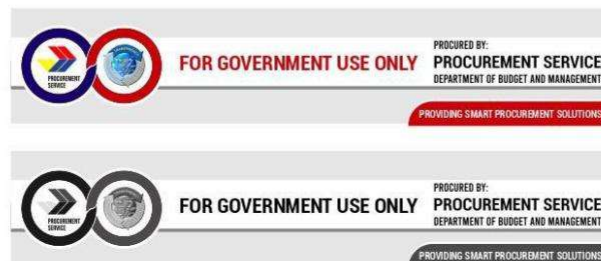 PROCUREMENT
SERVICE
FOR GOVERNMENT USE ONLY
PROCURED BY:
PROCUREMENT SERVICE
DEPARTMENT OF BUDGET AND MANAGEMENT
PROVIDING SMART PROCUREMENT SOLUTIONS
PROCUREMENT
SERVICE
FOR GOVERNMENT USE ONLY
PROCURED BY:
PROCUREMENT SERVICE
DEPARTMENT OF BUDGET AND MANAGEMENT
PROVIDING SMART PROCUREMENT SOLUTIONS